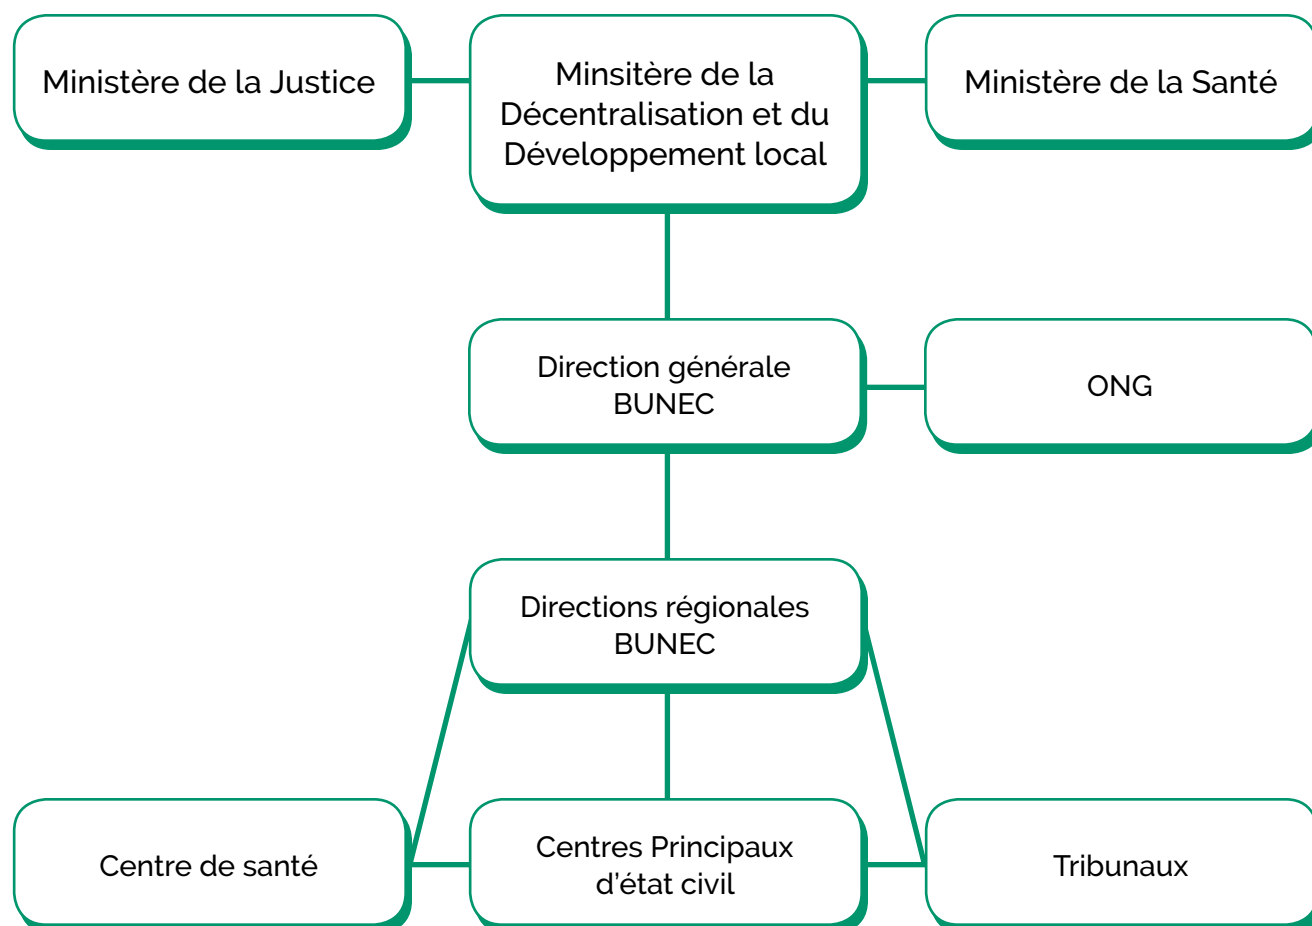 Ministère de la Justice
Minsitère de la
Décentralisation et du
Développement local
Ministère de la Santé
Direction générale
BUNEC
ONG
Directions régionales
BUNEC
Centre de santé
Centres Principaux
d’état civil
Tribunaux